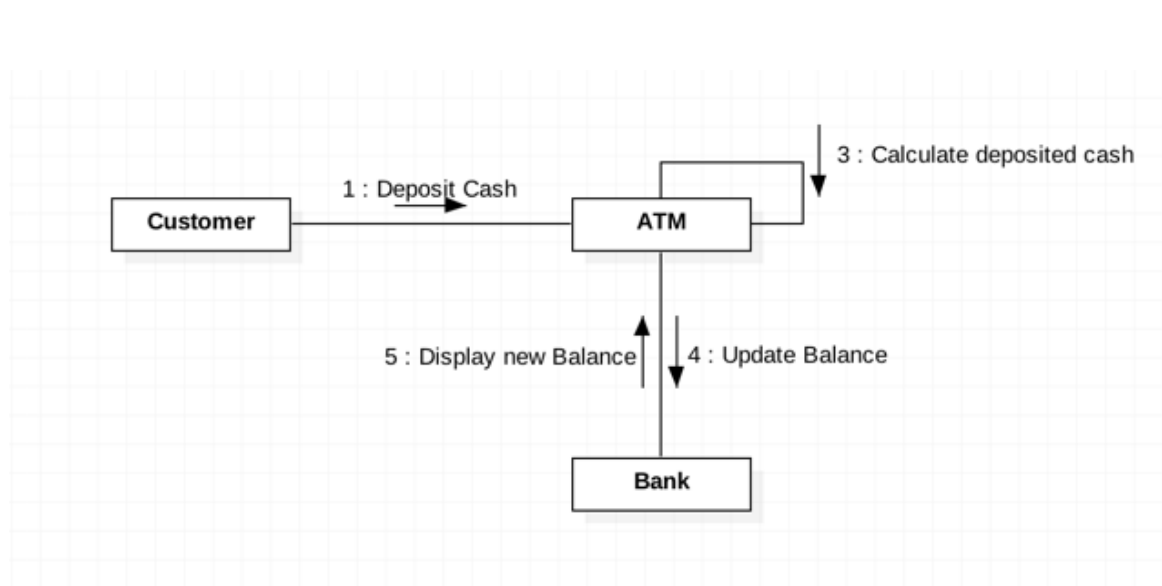 3 : Calculate deposited cash
1 : Deposit Cash
Customer
ATM
5 : Display new Balance
4 : Update Balance
Bank